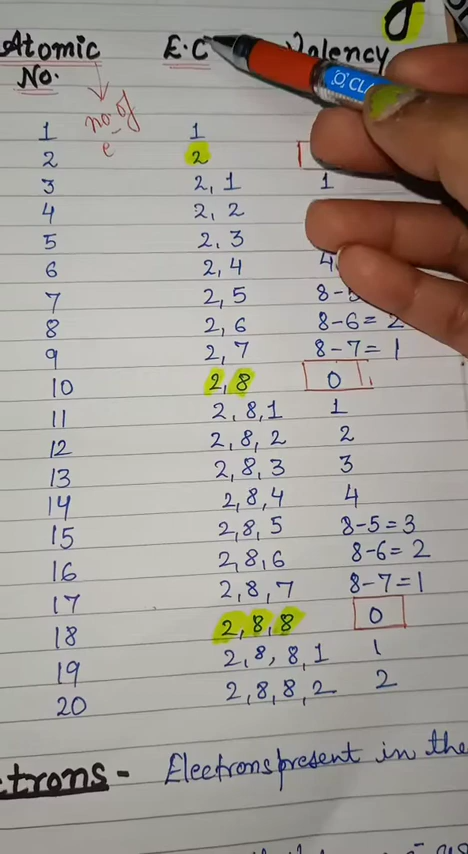 Atomic No. E.C Valency
no. of e-
1 1
2 2
3 2, 1 1
4 2, 2
5 2, 3
6 2, 4 4
7 2, 5 8-
8 2, 6 8-6= 2
9 2, 7 8-7= 1
10 2, 8 0
11 2, 8, 1 1
12 2, 8, 2 2
13 2, 8, 3 3
14 2, 8, 4 4
15 2, 8, 5 8-5=3
16 2, 8, 6 8-6= 2
17 2, 8, 7 8-7=1
18 2, 8, 8 0
19 2, 8, 8, 1 1
20 2, 8, 8, 2 2
ctrons - Electrons present in the